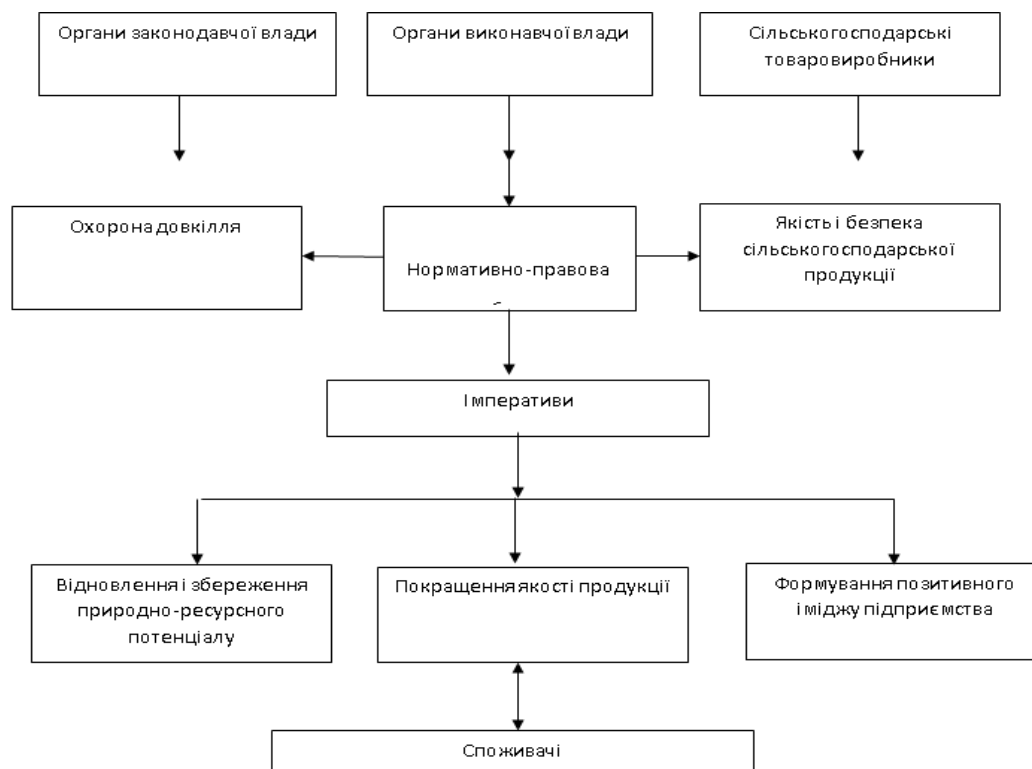 Органи законодавчої влади
Органи виконавчої влади
Сільськогосподарські
товаровиробники
Охорона довкілля
Нормативно-правова
Якість і безпека
сільськогосподарської
продукції
Імперативи
Відновлення і збереження
природно-ресурсного
потенціалу
Покращення якості продукції
Формування позитивного
іміджу підприємства
Споживачі